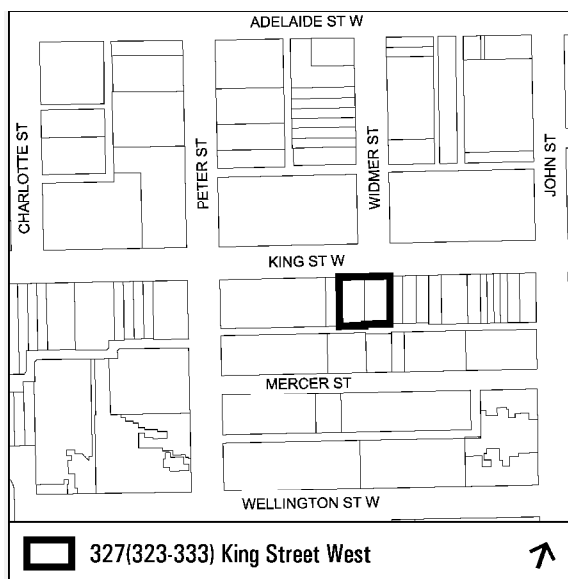 ADELAIDE ST W
CHARLOTTE ST
PETER ST
WIDMER ST
JOHN ST
KING ST W
MERCER ST
WELLINGTON ST W
327(323-333) King Street West